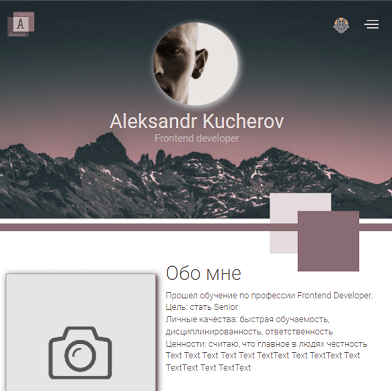 A
Aleksandr Kucherov
Frontend developer
Обо мне
Прошел обучение по профессии Frontend Developer.
Цель: стать Senior
Личные качества: быстрая обучаемость,
дисциплинированность, ответственность
Ценности: считаю, что главное в людях честность
Text Text Text Text Text TextText Text TextText Text
TextText Text TextText